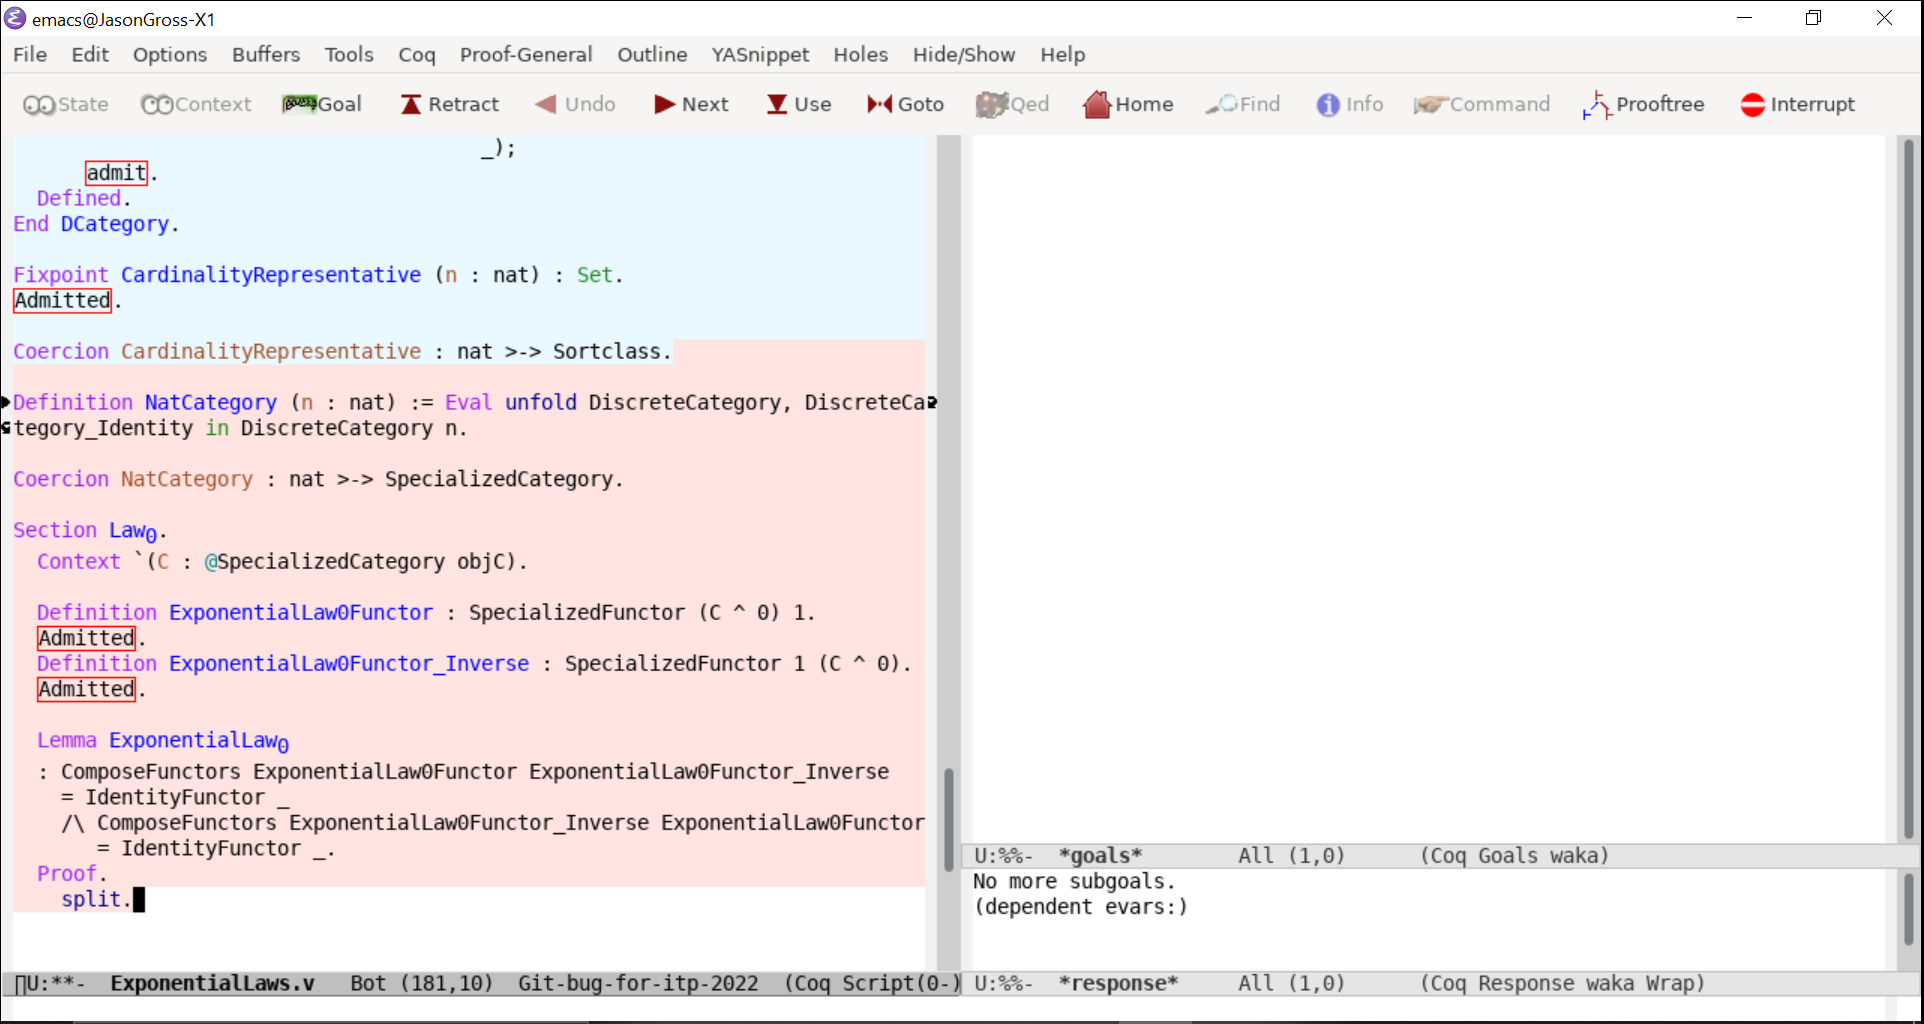 emacs@JasonGross-X1
File Edit Options Buffers Tools Coq Proof-General Outline YASnippet Holes Hide/Show Help
State Context Goal Retract Undo Next Use Goto Qed Home Find Info Command Prooftree Interrupt
_);
admit.
Defined.
End DCategory.
Fixpoint CardinalityRepresentative (n : nat) : Set.
Admitted.
Coercion CardinalityRepresentative : nat >-> Sortclass.
Definition NatCategory (n : nat) := Eval unfold DiscreteCategory, DiscreteCa
tegory_Identity in DiscreteCategory n.
Coercion NatCategory : nat >-> SpecializedCategory.
Section Law₀.
Context `(C : @SpecializedCategory objC).
Definition ExponentialLaw0Functor : SpecializedFunctor (C ^ 0) 1.
Admitted.
Definition ExponentialLaw0Functor_Inverse : SpecializedFunctor 1 (C ^ 0).
Admitted.
Lemma ExponentialLaw₀
: ComposeFunctors ExponentialLaw0Functor ExponentialLaw0Functor_Inverse
= IdentityFunctor _
/\ ComposeFunctors ExponentialLaw0Functor_Inverse ExponentialLaw0Functor
= IdentityFunctor _.
Proof.
split.
U:**- ExponentialLaws.v Bot (181,10) Git-bug-for-itp-2022 (Coq Script(0-)
U:%%- *goals* All (1,0) (Coq Goals waka)
No more subgoals.
(dependent evars:)
U:%%- *response* All (1,0) (Coq Response waka Wrap)